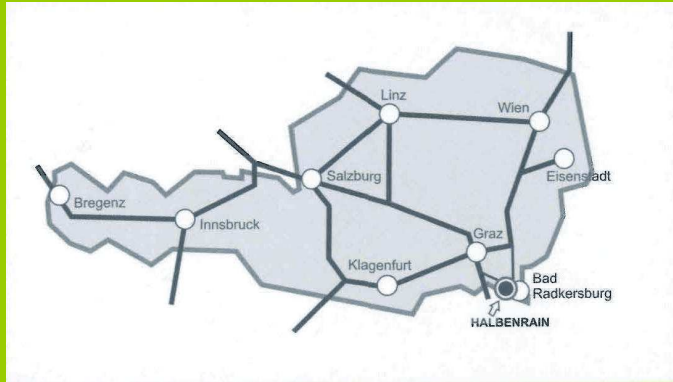 Linz
Wien
Salzburg
Eisenstadt
Bregenz
Innsbruck
Graz
Klagenfurt
Bad
Radkersburg
HALBENRAIN